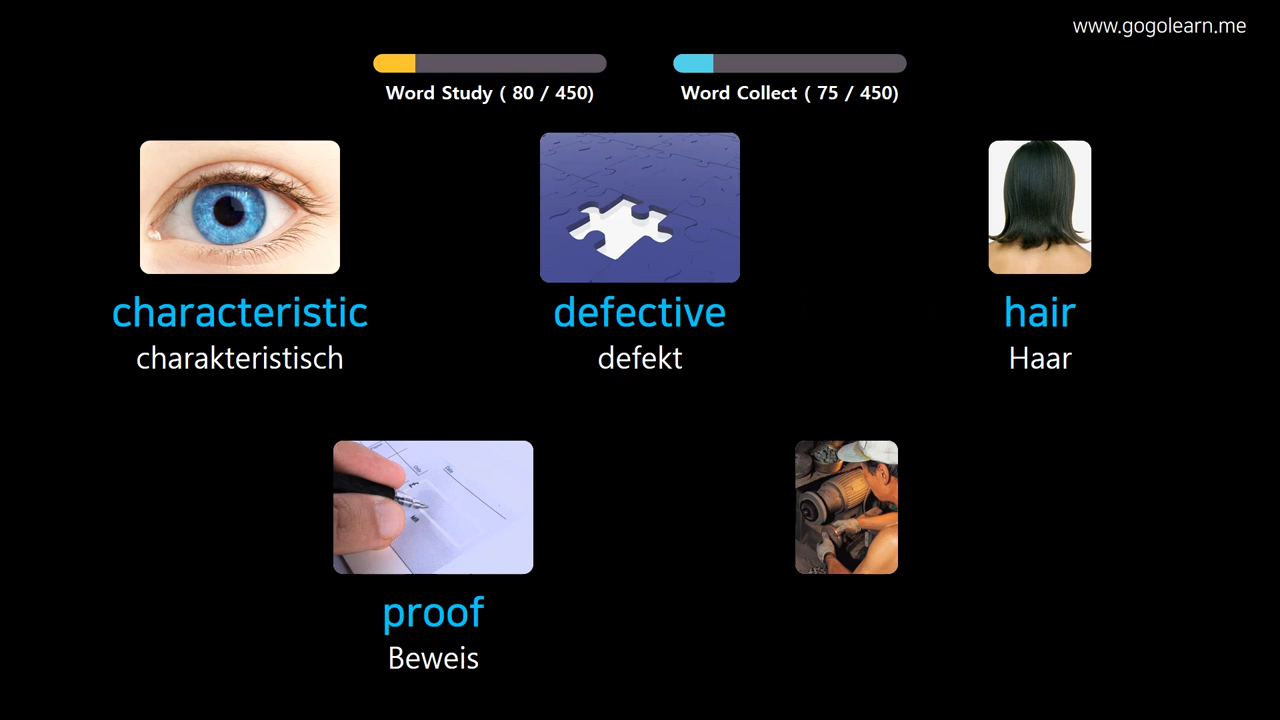 www.gogolearn.me
Word Study ( 80 / 450)
Word Collect ( 75 / 450)
characteristic
charakteristisch
defective
defekt
hair
Haar
proof
Beweis